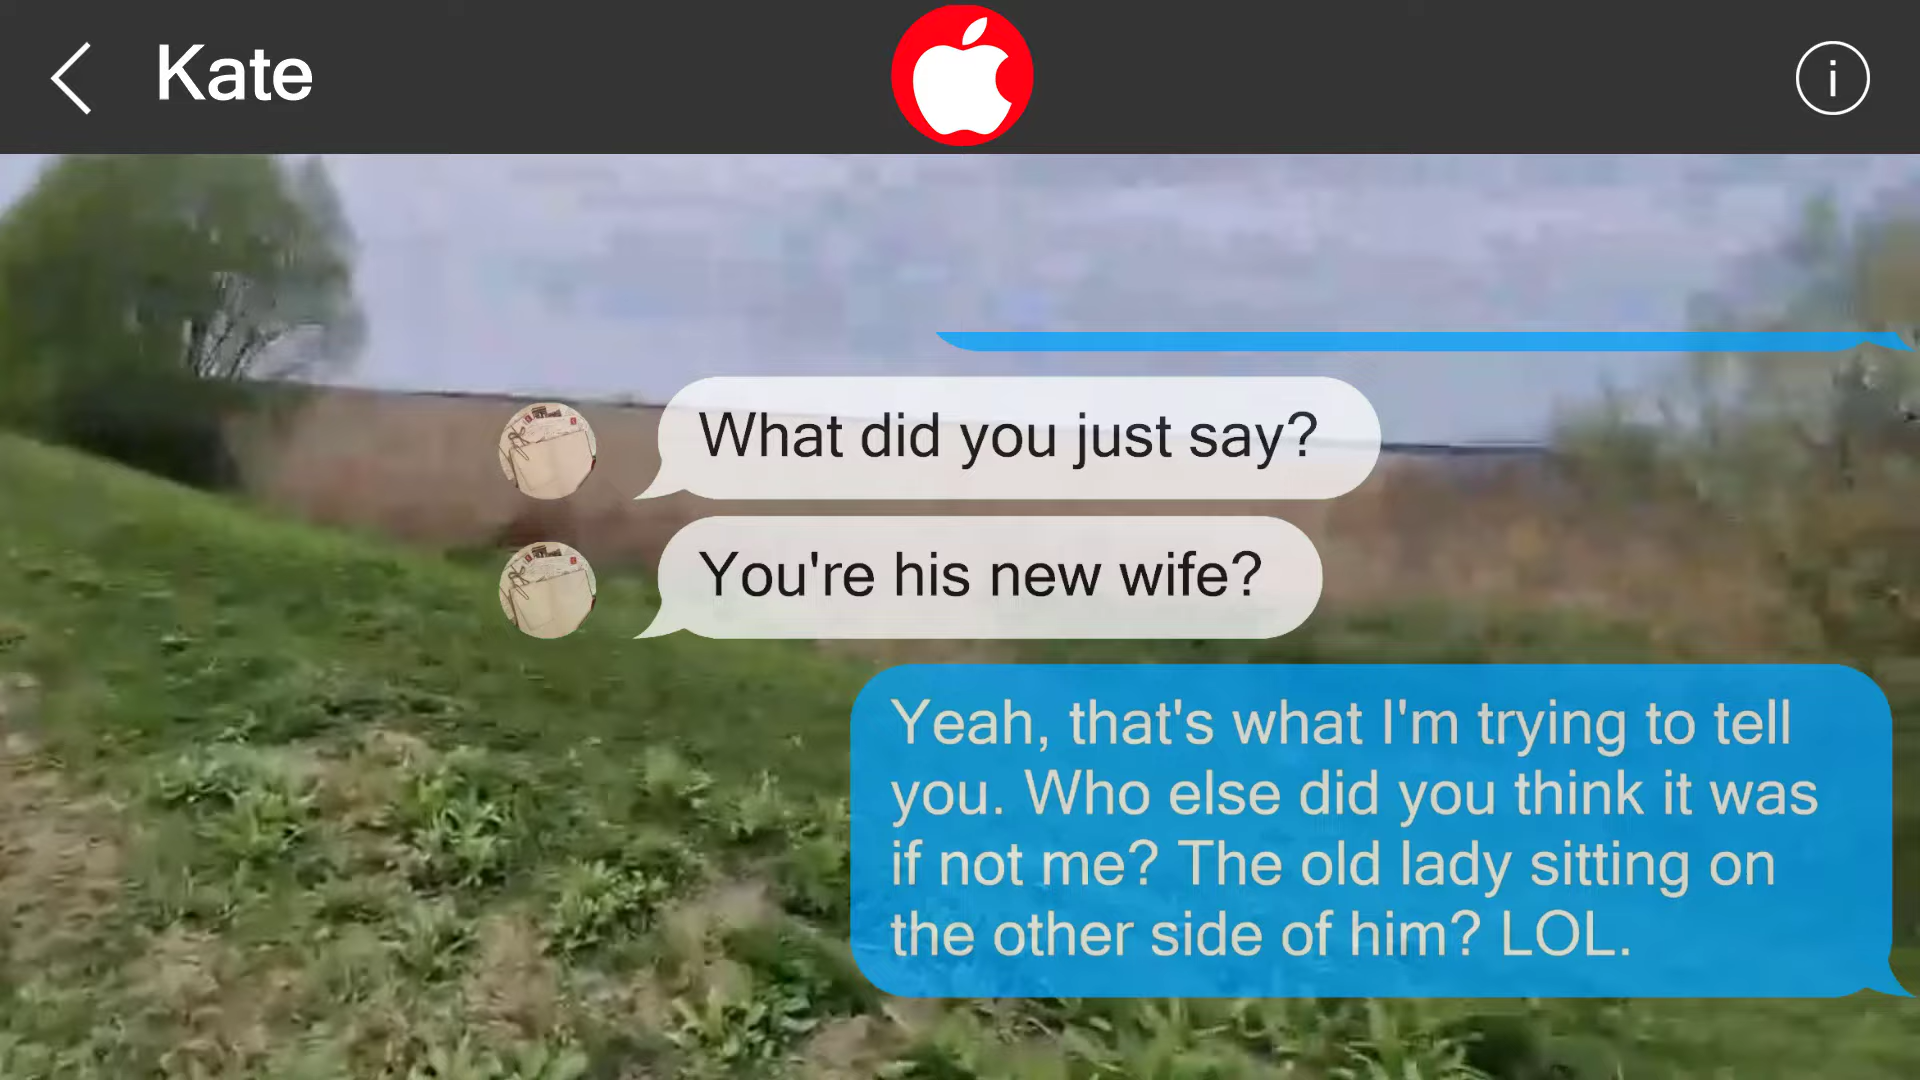 Kate
What did you just say?
You're his new wife?
Yeah, that's what I'm trying to tell
you. Who else did you think it was
if not me? The old lady sitting on
the other side of him? LOL.